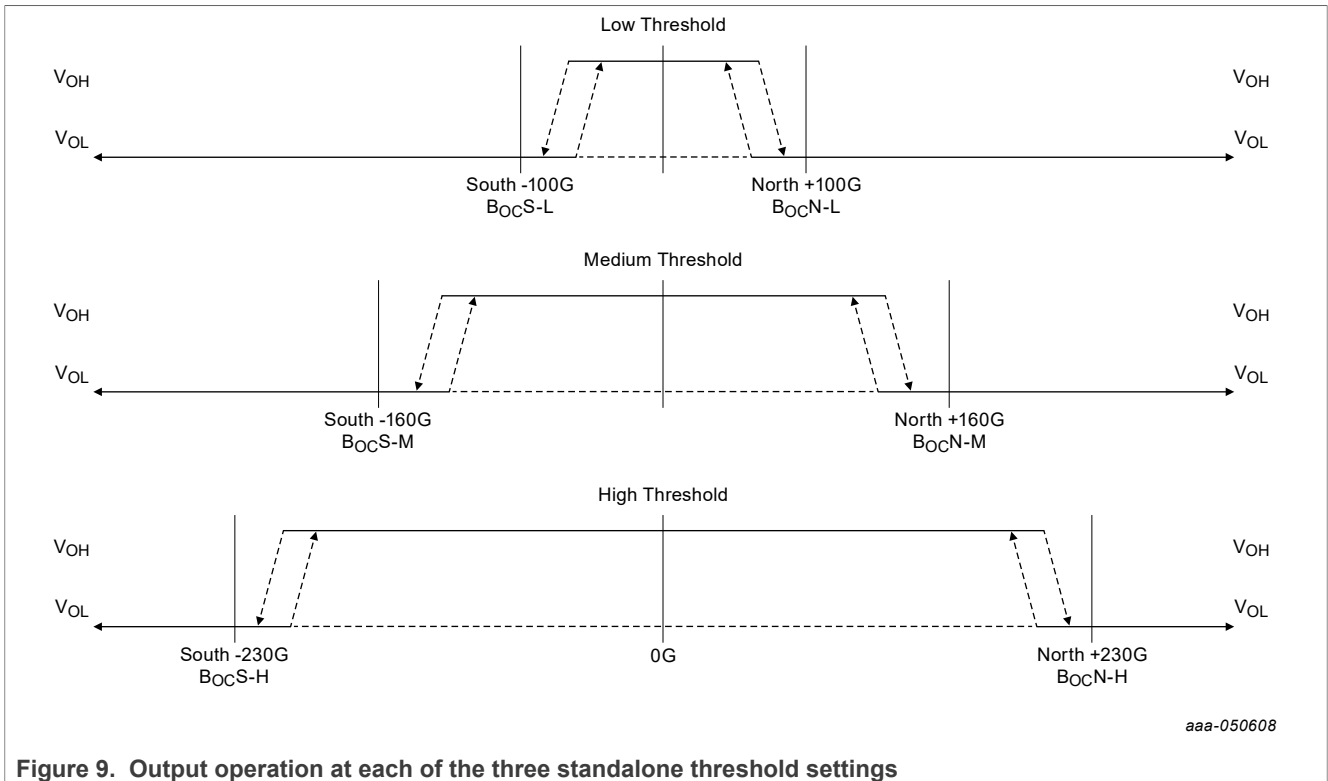 Low Threshold
VOH VOH
VOL VOL
South -100G North +100G
BOCS-L BOCN-L
Medium Threshold
VOH VOH
VOL VOL
South -160G North +160G
BOCS-M BOCN-M
High Threshold
VOH VOH
VOL VOL
South -230G 0G North +230G
BOCS-H BOCN-H
aaa-050608
Figure 9. Output operation at each of the three standalone threshold settings